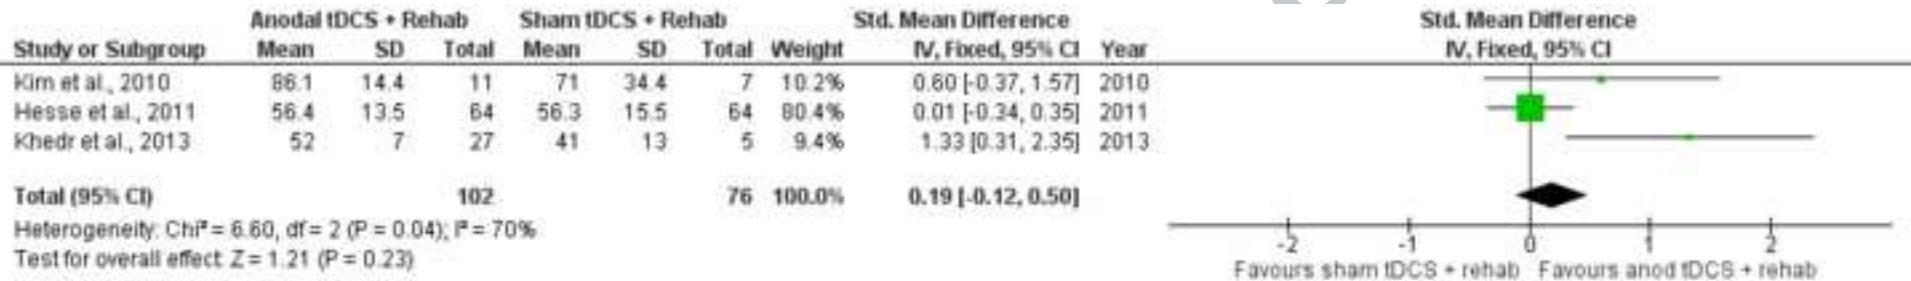 Anodal tDCS + Rehab Sham tDCS + Rehab Std. Mean Difference Std. Mean Difference
Study or Subgroup Mean SD Total Mean SD Total Weight IV, Fixed, 95% CI Year IV, Fixed, 95% CI
Kim et al., 2010 86.1 14.4 11 71 34.4 7 10.2% 0.60 [-0.37, 1.57] 2010
Hesse et al., 2011 56.4 13.5 64 56.3 15.5 64 80.4% 0.01 [-0.34, 0.35] 2011
Khedr et al., 2013 52 7 27 41 13 5 9.4% 1.33 [0.31, 2.35] 2013
Total (95% CI) 102 76 100.0% 0.19 [-0.12, 0.50]
Heterogeneity: Chi² = 6.60, df = 2 (P = 0.04); I² = 70%
Test for overall effect: Z = 1.21 (P = 0.23)
-2 -1 0 1 2
Favours sham tDCS + rehab Favours anod tDCS + rehab